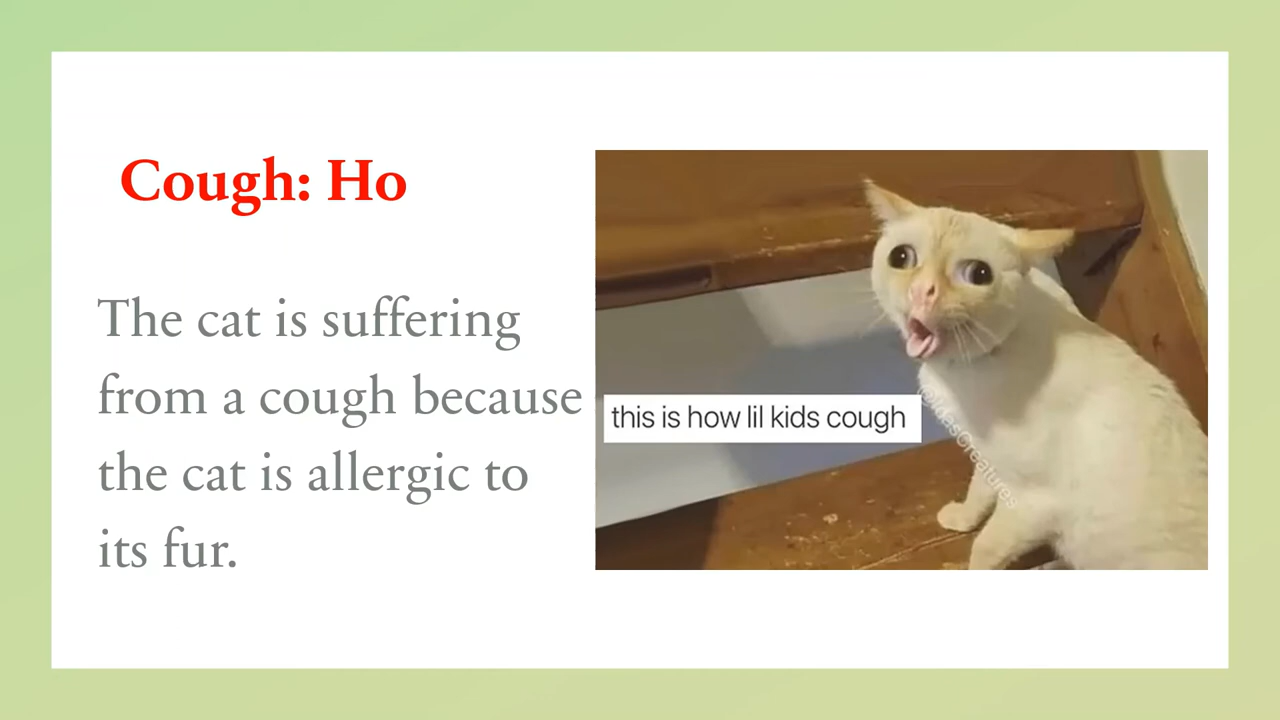 Cough: Ho
The cat is suffering
from a cough because
the cat is allergic to
its fur.
this is how lil kids cough